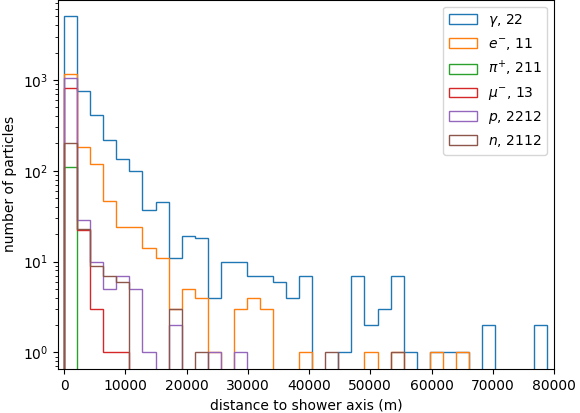 γ, 22
e⁻, 11
π⁺, 211
μ⁻, 13
p, 2212
n, 2112
number of particles
10³
10²
10¹
10⁰
0 10000 20000 30000 40000 50000 60000 70000 80000
distance to shower axis (m)